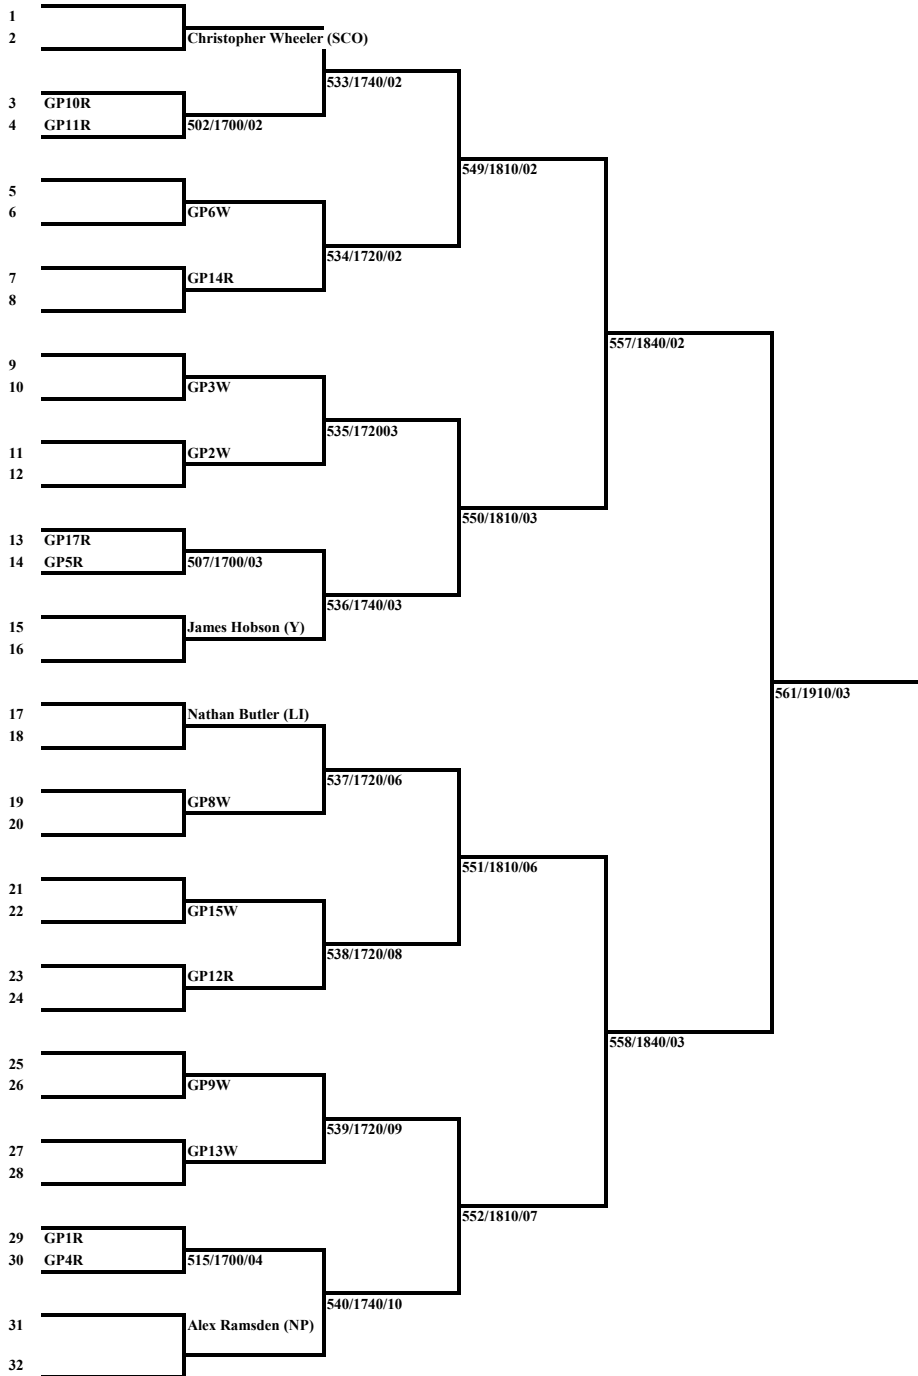 1
2 Christopher Wheeler (SCO)
533/1740/02
3 GP10R
4 GP11R 502/1700/02
549/1810/02
5
6 GP6W
534/1720/02
7 GP14R
8
557/1840/02
9
10 GP3W
535/172003
11 GP2W
12
550/1810/03
13 GP17R
14 GP5R 507/1700/03
536/1740/03
15 James Hobson (Y)
16
561/1910/03
17 Nathan Butler (LI)
18
537/1720/06
19 GP8W
20
551/1810/06
21
22 GP15W
538/1720/08
23 GP12R
24
558/1840/03
25
26 GP9W
539/1720/09
27 GP13W
28
552/1810/07
29 GP1R
30 GP4R 515/1700/04
540/1740/10
31 Alex Ramsden (NP)
32